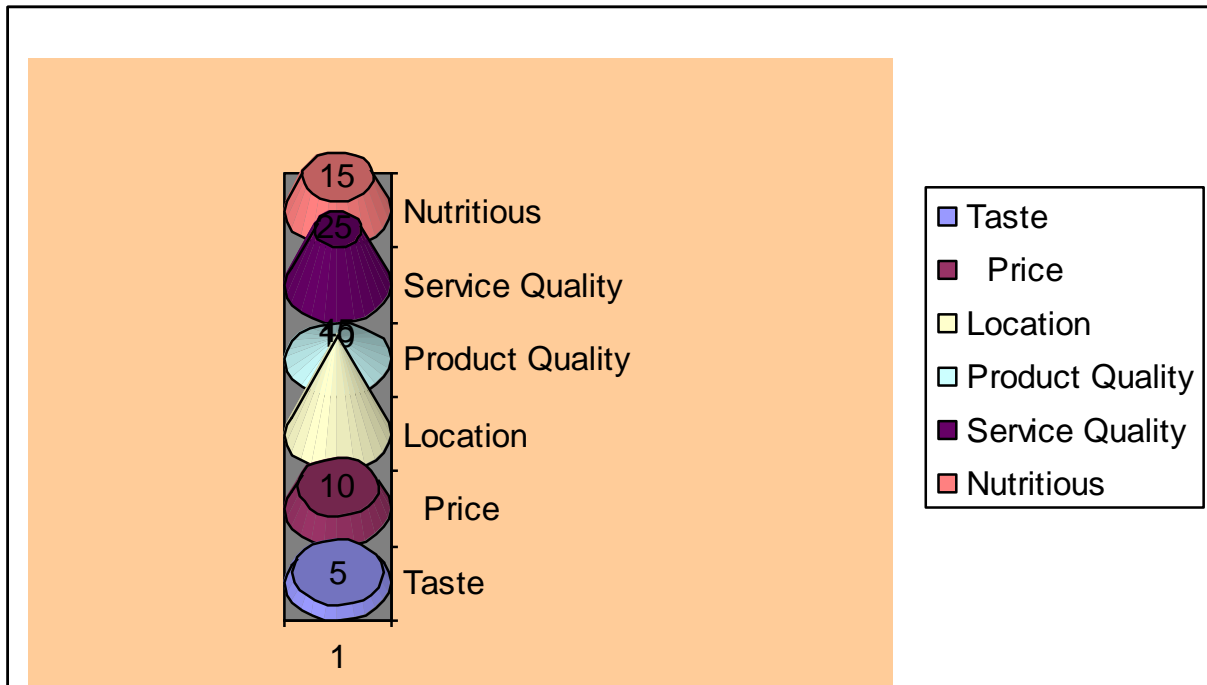 15
Nutritious
25
Service Quality
Product Quality
Location
10
Price
5
Taste
1
Taste
Price
Location
Product Quality
Service Quality
Nutritious